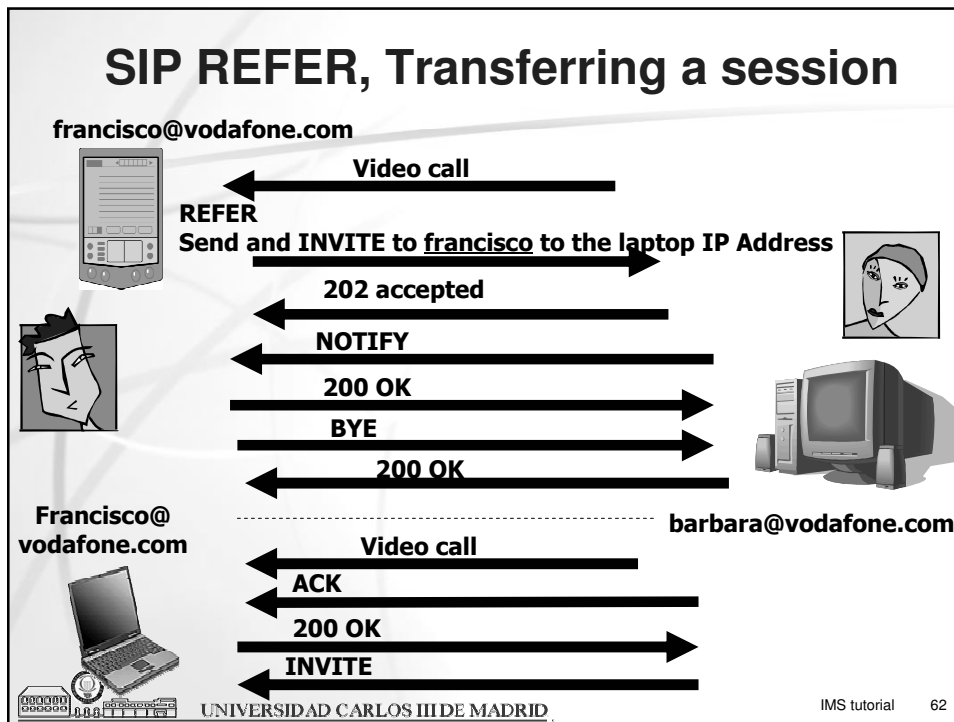 SIP REFER, Transferring a session
francisco@vodafone.com
Video call
REFER
Send and INVITE to francisco to the laptop IP Address
202 accepted
NOTIFY
200 OK
BYE
200 OK
Francisco@
vodafone.com
barbara@vodafone.com
Video call
ACK
200 OK
INVITE
UNIVERSIDAD CARLOS III DE MADRID
IMS tutorial 62